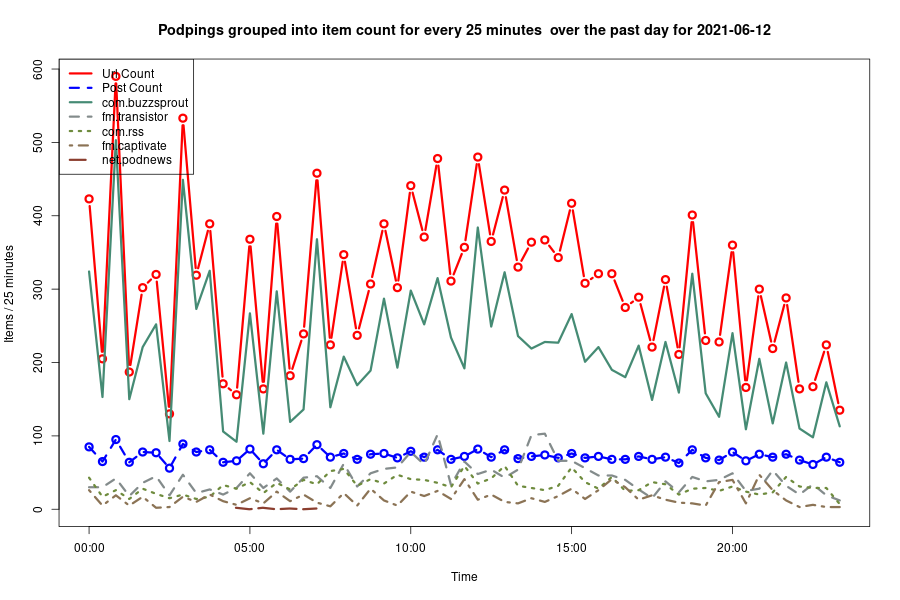 Podpings grouped into item count for every 25 minutes  over the past day for 2021-06-12
Url Count
Post Count
com.buzzsprout
fm.transistor
com.rss
fm.captivate
net.podnews
600
500
400
300
200
100
0
Items / 25 minutes
00:00 05:00 10:00 15:00 20:00
Time